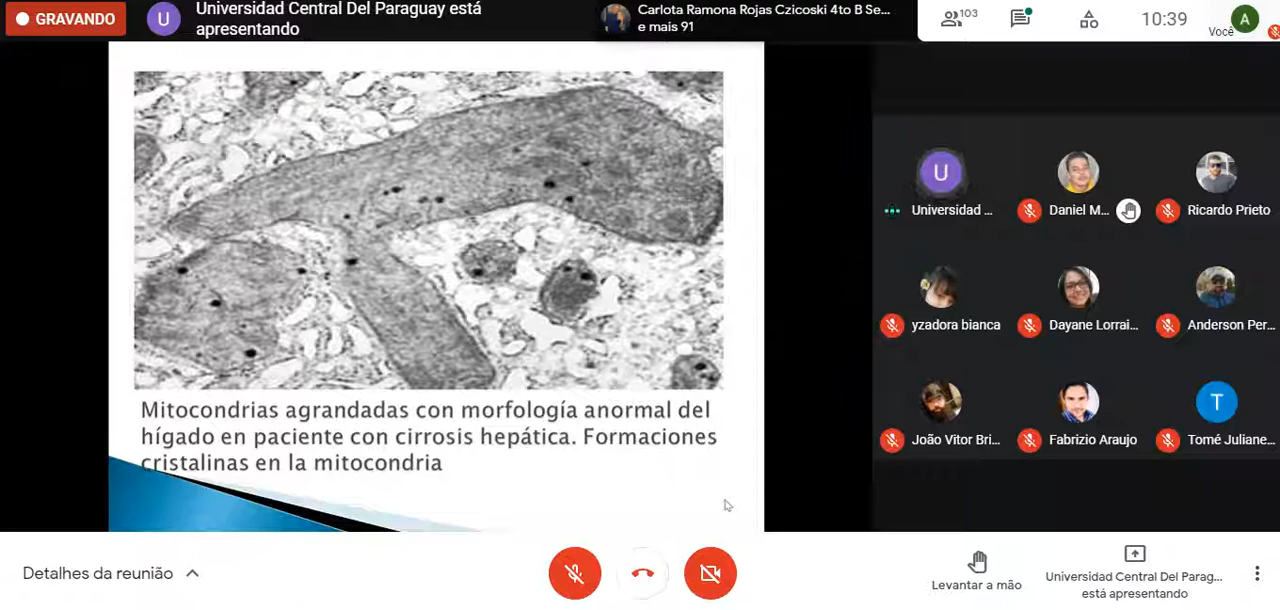 GRAVANDO
U
Universidad Central Del Paraguay está
apresentando
Carlota Ramona Rojas Czicoski 4to B Se...
e mais 91
103
10:39
Você
A
U
Universidad ...
Daniel M...
Ricardo Prieto
yzadora bianca
Dayane Lorrai...
Anderson Per...
João Vitor Bri...
Fabrizio Araujo
T
Tomé Juliane...
Mitocondrias agrandadas con morfología anormal del
hígado en paciente con cirrosis hepática. Formaciones
cristalinas en la mitocondria
Detalhes da reunião
Levantar a mão
Universidad Central Del Parag...
está apresentando